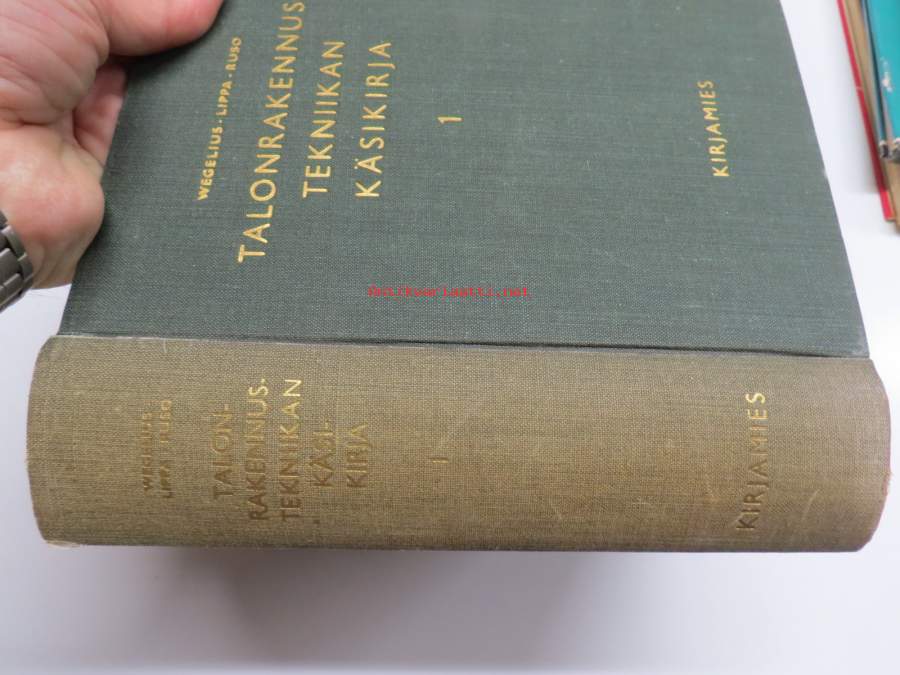 WEGELIUS - LIPPA - RUSO
TALONRAKENNUS
TEKNIIKAN
KÄSIKIRJA
1
KIRJAMIES
Antikvariaatti.net
WEGELIUS
LIPPA RUSO
TALON-
RAKENNUS-
TEKNIIKAN
KÄSI-
KIRJA
1
KIRJAMIES